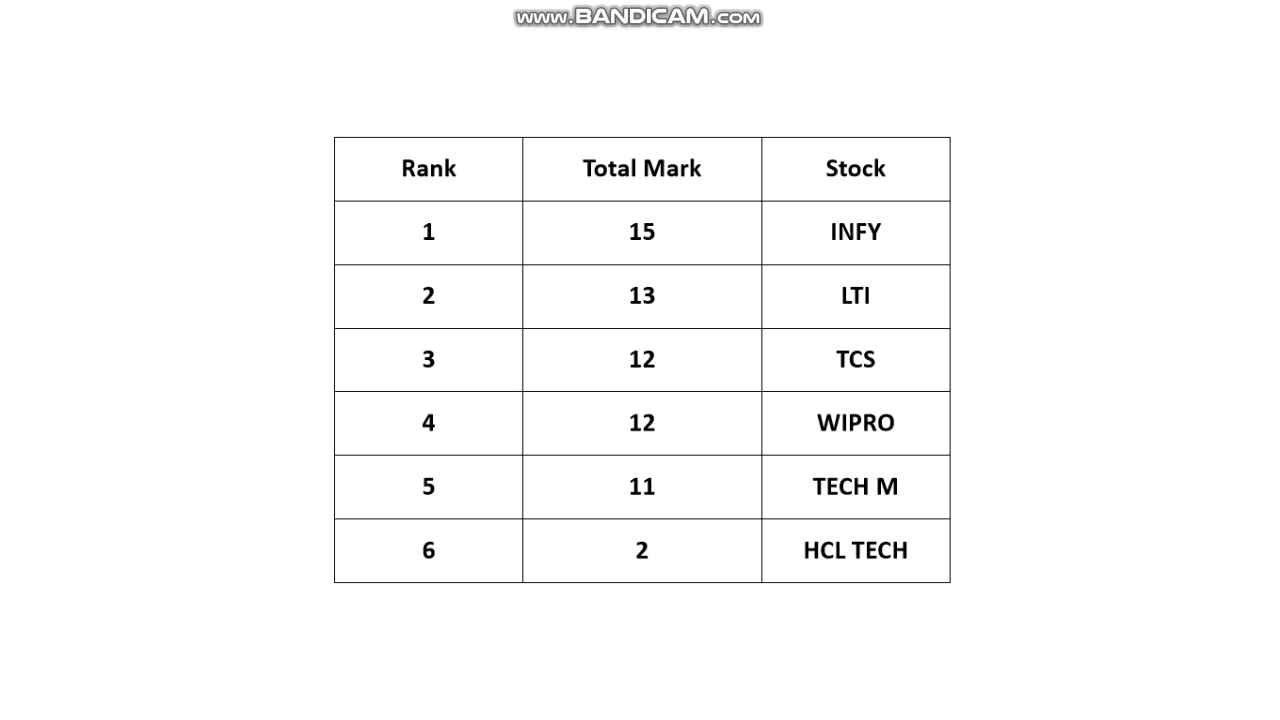 www.BANDICAM.com
Rank Total Mark Stock
1 15 INFY
2 13 LTI
3 12 TCS
4 12 WIPRO
5 11 TECH M
6 2 HCL TECH